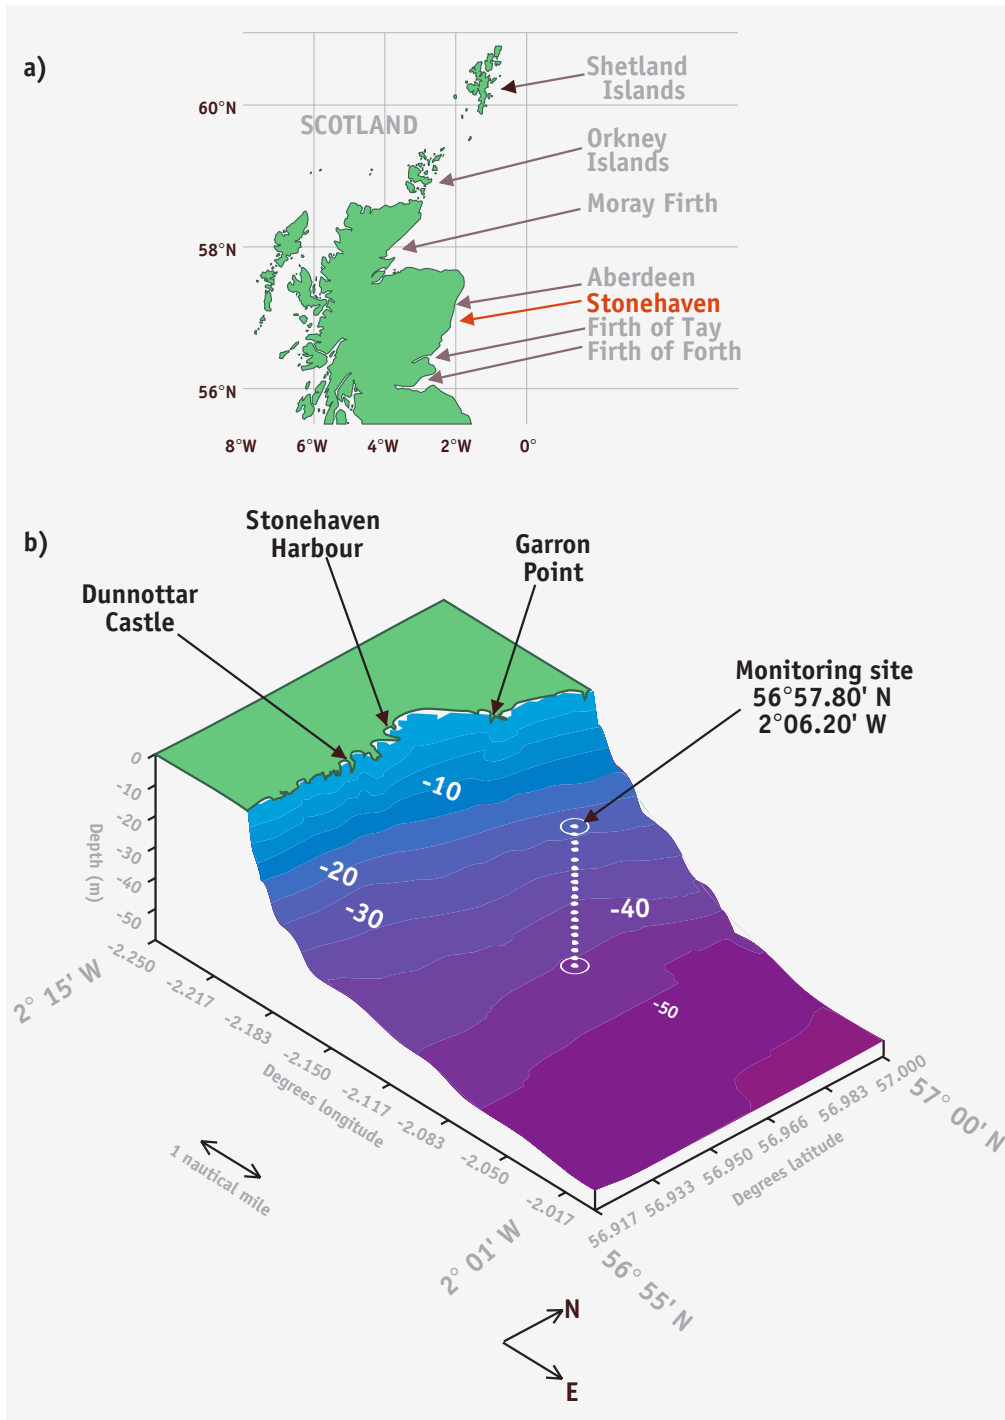 a)
Shetland
Islands
60°N
SCOTLAND
Orkney
Islands
Moray Firth
58°N
Aberdeen
Stonehaven
Firth of Tay
Firth of Forth
56°N
8°W 6°W 4°W 2°W 0°
b)
Stonehaven
Harbour
Garron
Point
Dunnottar
Castle
Monitoring site
56°57.80' N
2°06.20' W
0
-10
-20
-30
-40
-50
Depth (m)
-10
-20
-30
-40
-50
2° 15' W
-2.250
-2.217
-2.183
-2.150
-2.117
-2.083
-2.050
-2.017
Degrees longitude
2° 01' W
1 nautical mile
57.000
56.983
56.966
56.950
56.933
56.917
Degrees latitude
57° 00' N
56° 55' N
N
E